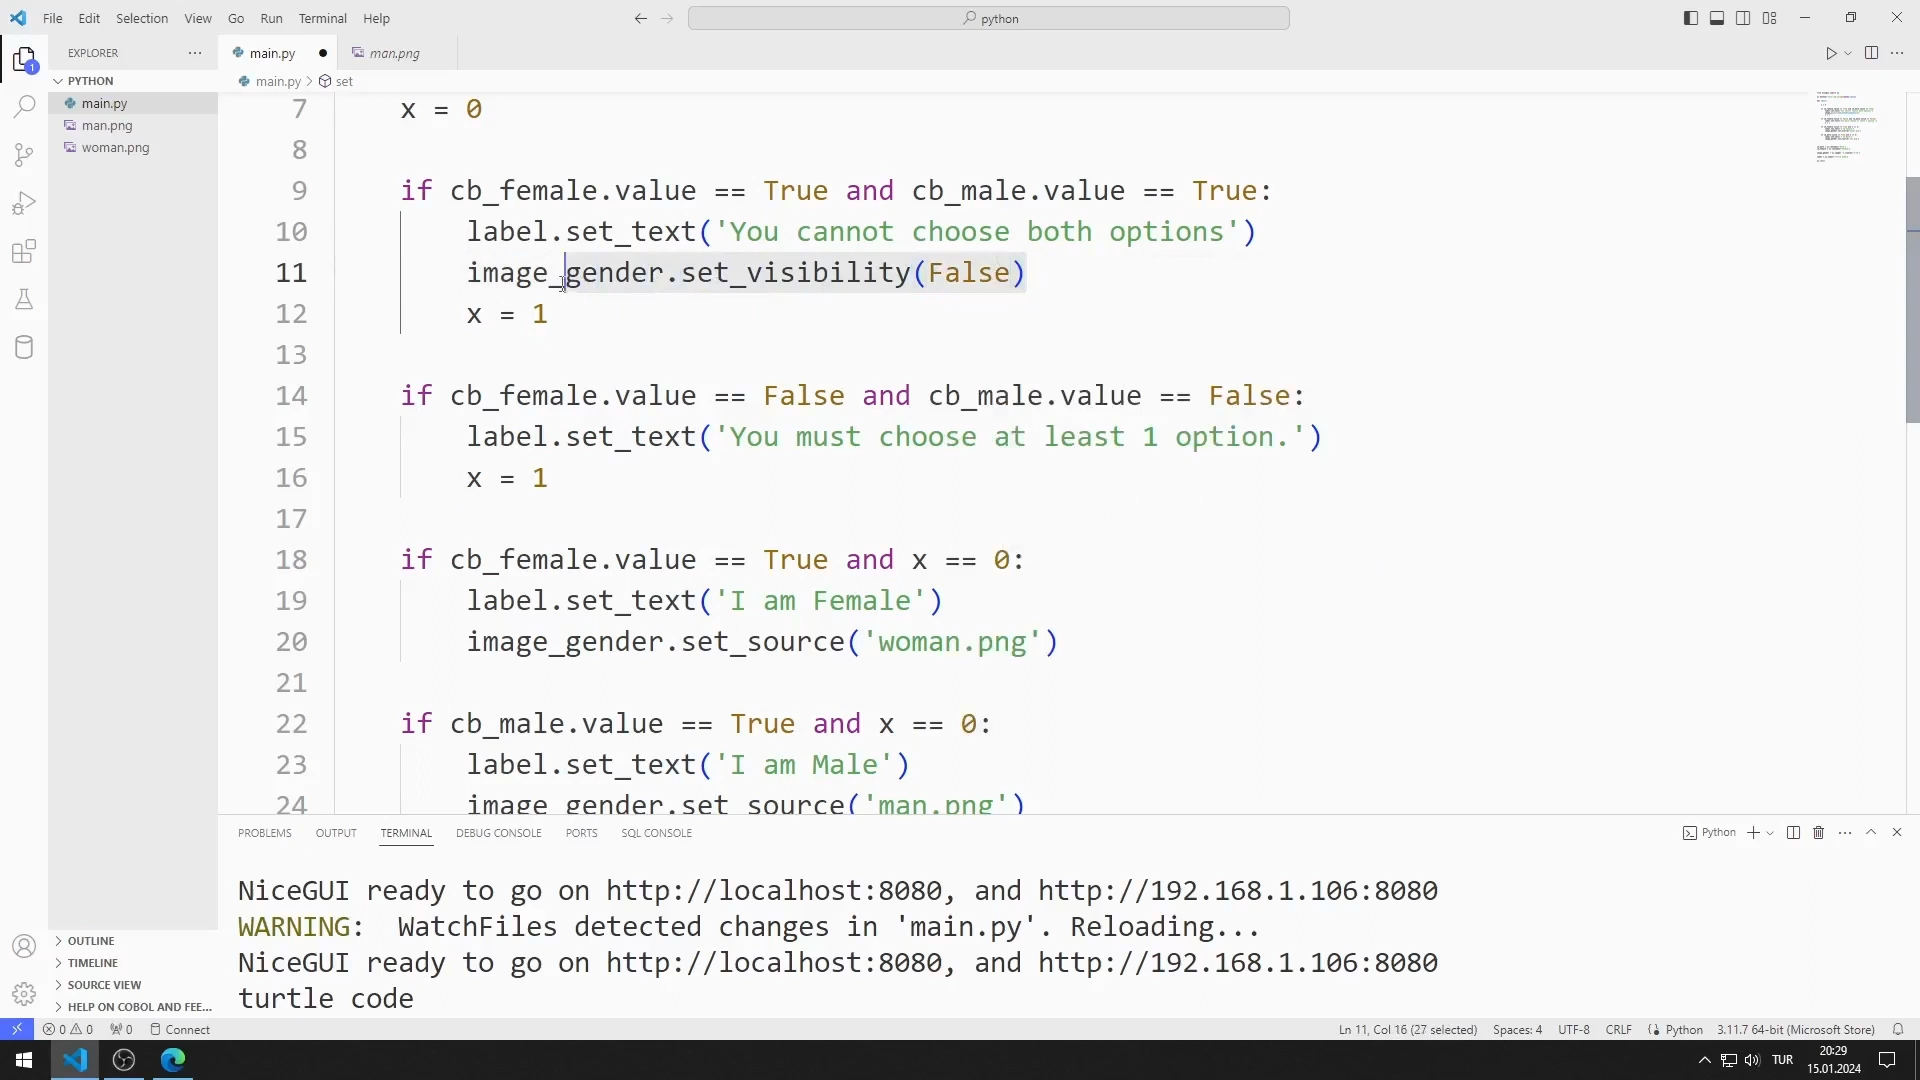 File Edit Selection View Go Run Terminal Help
python
EXPLORER
main.py
man.png
1
PYTHON
main.py
man.png
woman.png
main.py > set
7 x = 0
8
9 if cb_female.value == True and cb_male.value == True:
10 label.set_text('You cannot choose both options')
11 image_gender.set_visibility(False)
12 x = 1
13
14 if cb_female.value == False and cb_male.value == False:
15 label.set_text('You must choose at least 1 option.')
16 x = 1
17
18 if cb_female.value == True and x == 0:
19 label.set_text('I am Female')
20 image_gender.set_source('woman.png')
21
22 if cb_male.value == True and x == 0:
23 label.set_text('I am Male')
24 image_gender.set_source('man.png')
PROBLEMS OUTPUT TERMINAL DEBUG CONSOLE PORTS SQL CONSOLE
Python
NiceGUI ready to go on http://localhost:8080, and http://192.168.1.106:8080
WARNING: WatchFiles detected changes in 'main.py'. Reloading...
NiceGUI ready to go on http://localhost:8080, and http://192.168.1.106:8080
turtle code
OUTLINE
TIMELINE
SOURCE VIEW
HELP ON COBOL AND FEE...
0 0 0 Connect
Ln 11, Col 16 (27 selected) Spaces: 4 UTF-8 CRLF Python 3.11.7 64-bit (Microsoft Store)
TUR
20:29
15.01.2024